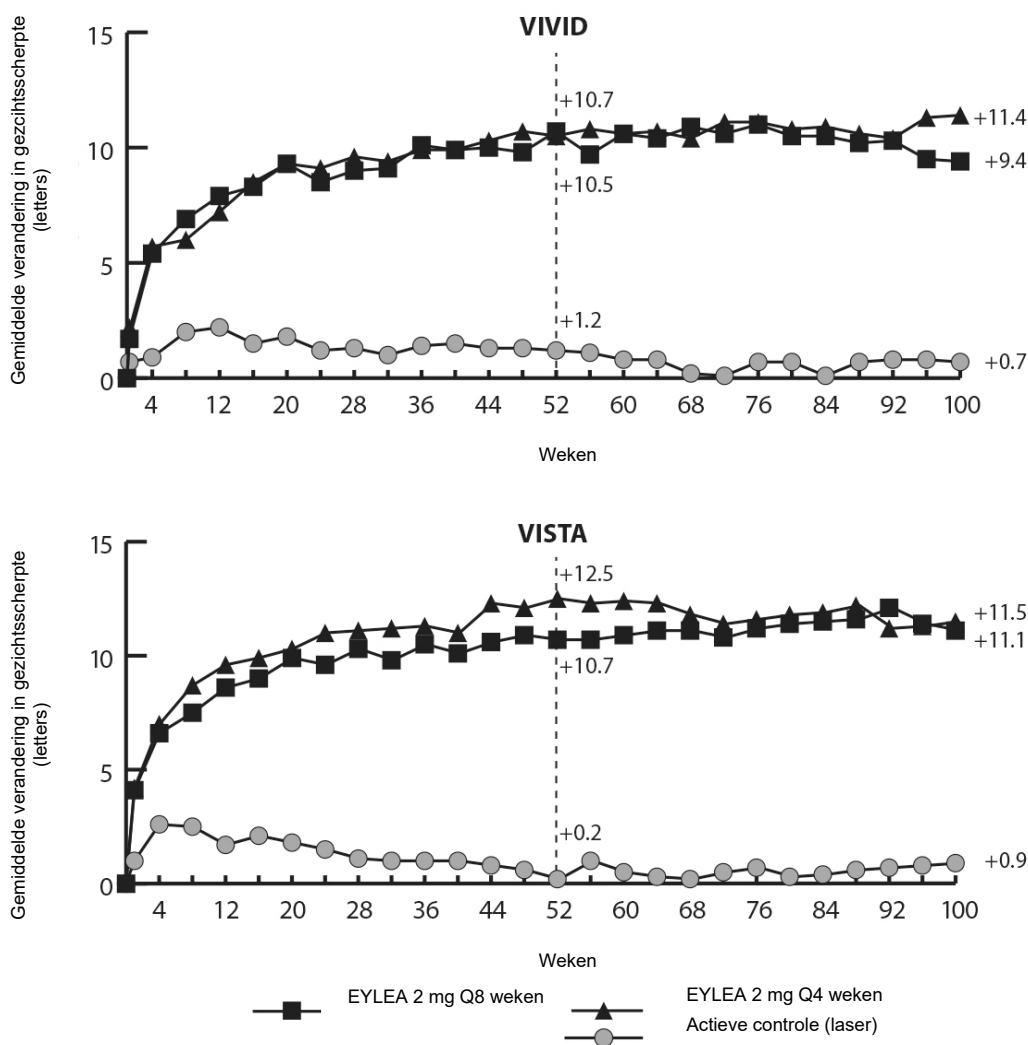 VIVID
Gemiddelde verandering in gezcihtsscherpte
(letters)
15
10
5
0
+10.7
+10.5
+1.2
+11.4
+9.4
+0.7
4 12 20 28 36 44 52 60 68 76 84 92 100
Weken
VISTA
Gemiddelde verandering in gezichtsscherpte
(letters)
15
10
5
0
+12.5
+10.7
+0.2
+11.5
+11.1
+0.9
4 12 20 28 36 44 52 60 68 76 84 92 100
Weken
EYLEA 2 mg Q8 weken
EYLEA 2 mg Q4 weken
Actieve controle (laser)